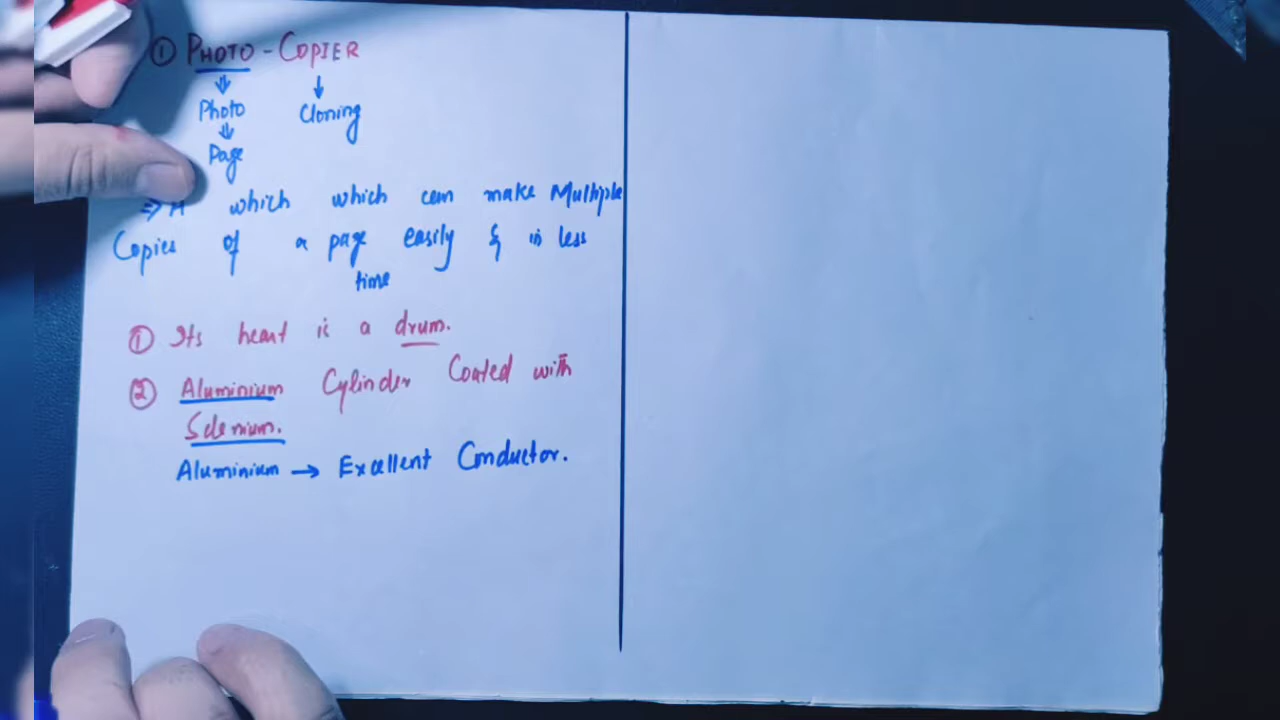 ① PHOTO - COPIER
⇓ ↓
Photo Cloning
⇓
Page
⇒ A which which can make Multiple
Copies of a page easily & in less
time
① Its heart is a drum.
② Aluminium Cylinder Coated with
Selenium.
Aluminium → Excellent Conductor.